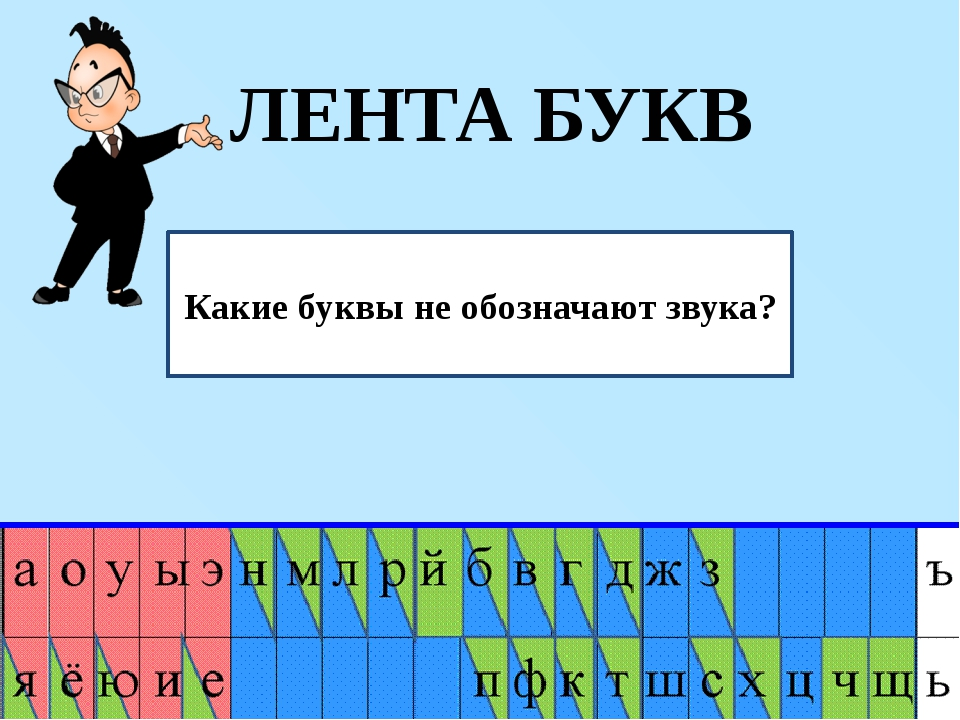 ЛЕНТА БУКВ
Какие буквы не обозначают звука?
а о у ы э н м л р й б в г д ж з ъ
я ё ю и е п ф к т ш с х ц ч щ ь